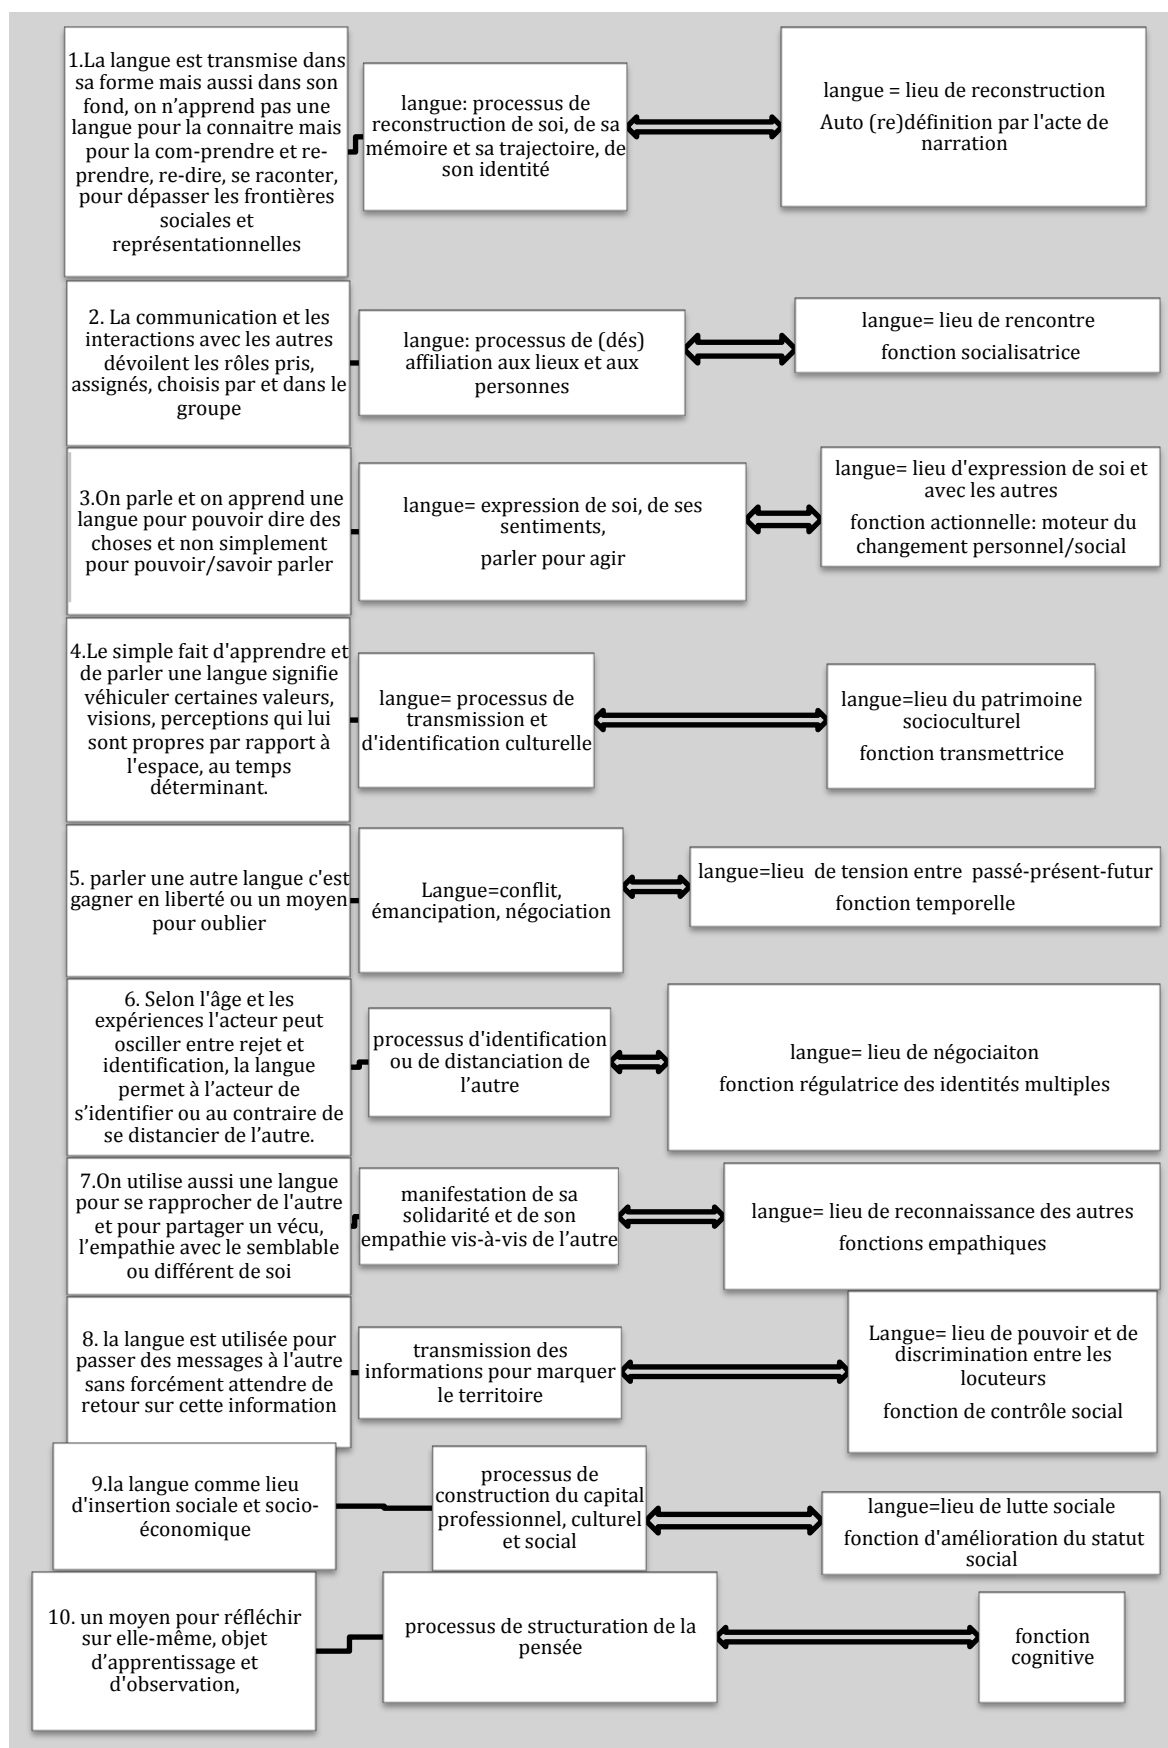 1.La langue est transmise dans
sa forme mais aussi dans son
fond, on n’apprend pas une
langue pour la connaitre mais
pour la com-prendre et re-
prendre, re-dire, se raconter,
pour dépasser les frontières
sociales et
représentationnelles
langue: processus de
reconstruction de soi, de sa
mémoire et sa trajectoire, de
son identité
langue = lieu de reconstruction
Auto (re)définition par l'acte de
narration
2. La communication et les
interactions avec les autres
dévoilent les rôles pris,
assignés, choisis par et dans le
groupe
langue: processus de (dés)
affiliation aux lieux et aux
personnes
langue= lieu de rencontre
fonction socialisatrice
3.On parle et on apprend une
langue pour pouvoir dire des
choses et non simplement
pour pouvoir/savoir parler
langue= expression de soi, de ses
sentiments,
parler pour agir
langue= lieu d'expression de soi et
avec les autres
fonction actionnelle: moteur du
changement personnel/social
4.Le simple fait d'apprendre et
de parler une langue signifie
véhiculer certaines valeurs,
visions, perceptions qui lui
sont propres par rapport à
l'espace, au temps
déterminant.
langue= processus de
transmission et
d'identification culturelle
langue=lieu du patrimoine
socioculturel
fonction transmettrice
5. parler une autre langue c'est
gagner en liberté ou un moyen
pour oublier
Langue=conflit,
émancipation, négociation
langue=lieu de tension entre passé-présent-futur
fonction temporelle
6. Selon l'âge et les
expériences l'acteur peut
osciller entre rejet et
identification, la langue
permet à l’acteur de
s’identifier ou au contraire de
se distancier de l’autre.
processus d'identification
ou de distanciation de
l’autre
langue= lieu de négociaiton
fonction régulatrice des identités multiples
7.On utilise aussi une langue
pour se rapprocher de l'autre
et pour partager un vécu,
l’empathie avec le semblable
ou différent de soi
manifestation de sa
solidarité et de son
empathie vis-à-vis de l’autre
langue= lieu de reconnaissance des autres
fonctions empathiques
8. la langue est utilisée pour
passer des messages à l'autre
sans forcément attendre de
retour sur cette information
transmission des
informations pour marquer
le territoire
Langue= lieu de pouvoir et de
discrimination entre les
locuteurs
fonction de contrôle social
9.la langue comme lieu
d'insertion sociale et socio-
économique
processus de
construction du capital
professionnel, culturel
et social
langue=lieu de lutte sociale
fonction d'amélioration du statut
social
10. un moyen pour réfléchir
sur elle-même, objet
d’apprentissage et
d'observation,
processus de structuration de la
pensée
fonction
cognitive